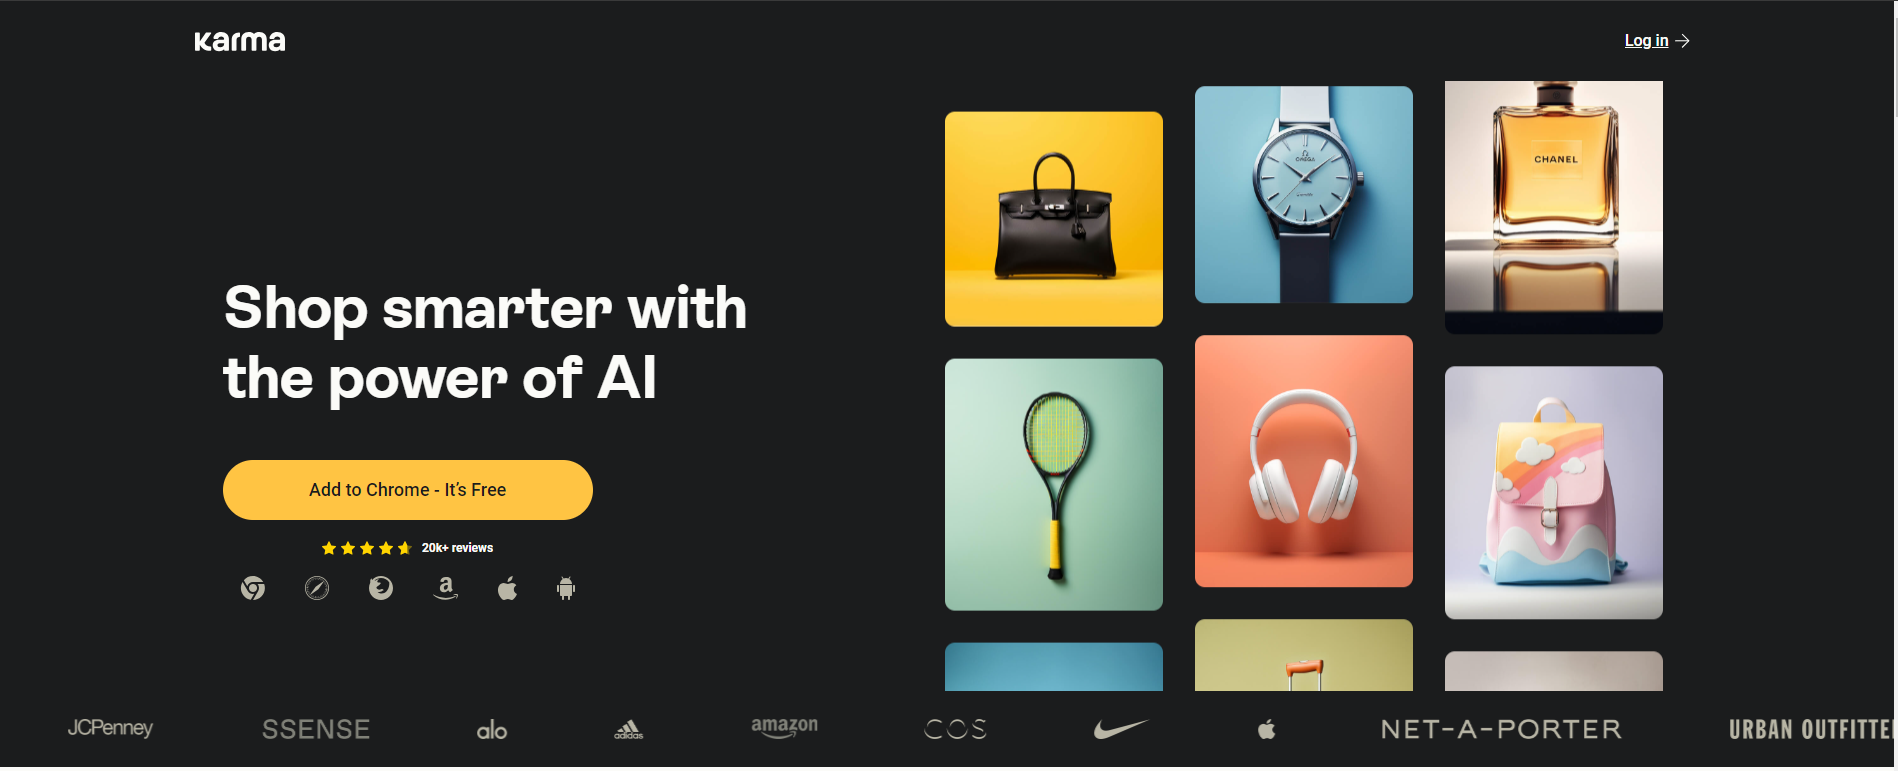 Karma
Log in
CHANEL
OMEGA
Shop smarter with
the power of AI
Add to Chrome - It's Free
20k+ reviews
JCPenney
SSENSE
alo
adidas
amazon
COS
NET-A-PORTER
URBAN OUTFITTE